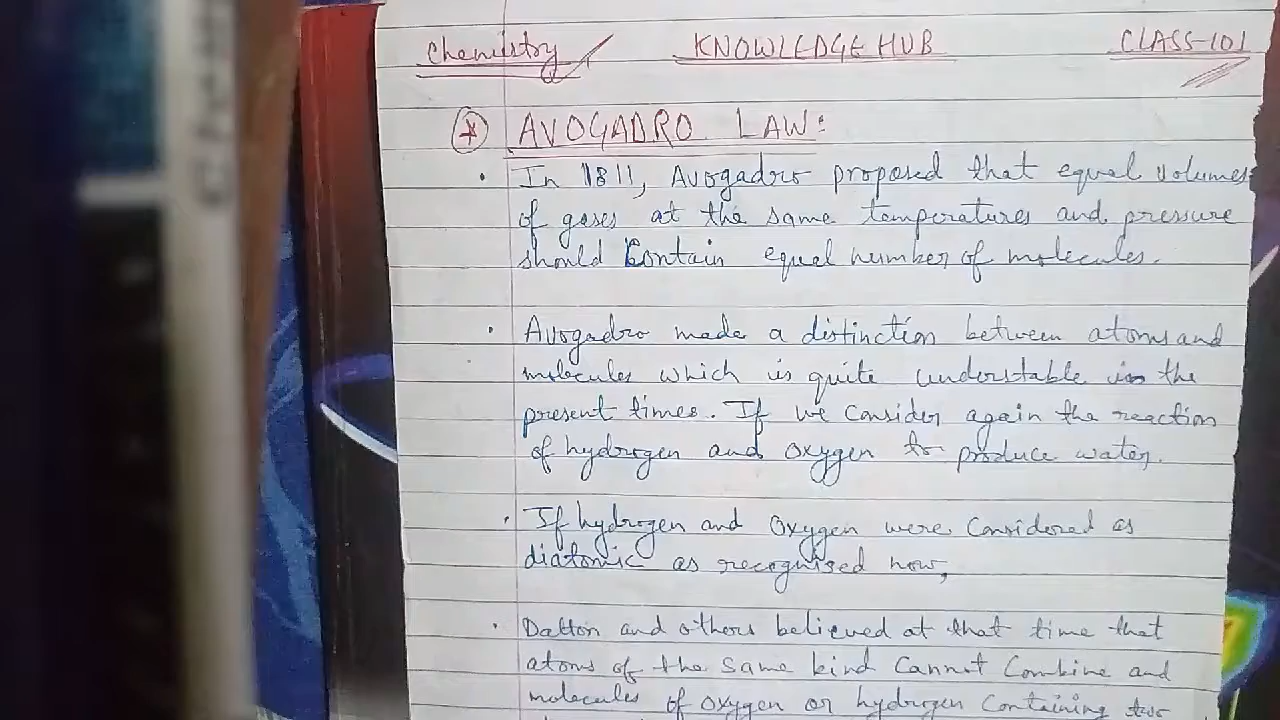 Chemistry KNOWLEDGE HUB CLASS-101
* AVOGADRO LAW:
• In 1811, Avogadro proposed that equal volumes
of gases at the same temperatures and pressure
should contain equal number of molecules.
• Avogadro made a distinction between atoms and
molecules which is quite understable in the
present times. If we consider again the reaction
of hydrogen and oxygen to produce water.
• If hydrogen and oxygen were considered as
diatomic as recognised now,
• Dalton and others believed at that time that
atoms of the same kind cannot combine and
molecules of oxygen or hydrogen containing two